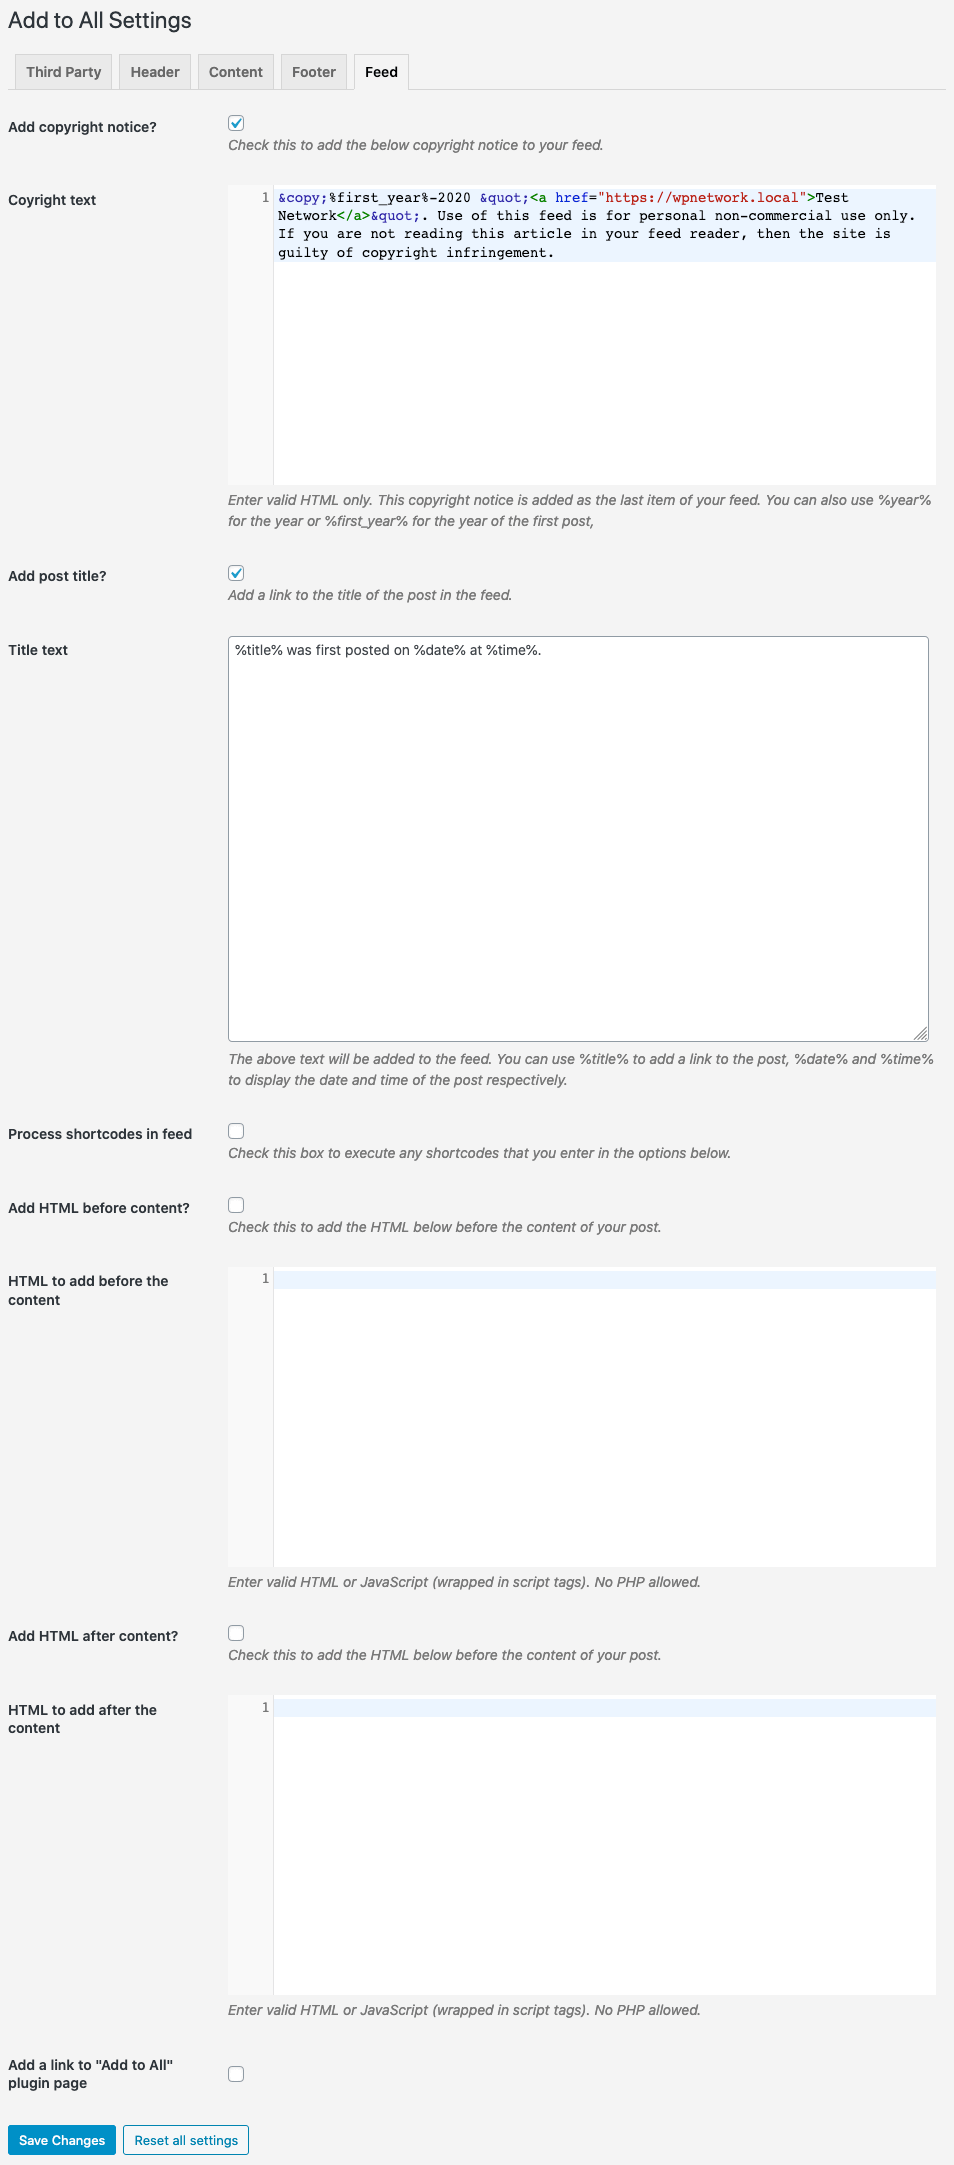 Add to All Settings
Third Party Header Content Footer Feed
Add copyright notice?
Check this to add the below copyright notice to your feed.
Coyright text
1 &copy;%first_year%-2020 &quot;<a href="https://wpnetwork.local">Test
Network</a>&quot;. Use of this feed is for personal non-commercial use only.
If you are not reading this article in your feed reader, then the site is
guilty of copyright infringement.
Enter valid HTML only. This copyright notice is added as the last item of your feed. You can also use %year%
for the year or %first_year% for the year of the first post,
Add post title?
Add a link to the title of the post in the feed.
Title text
%title% was first posted on %date% at %time%.
The above text will be added to the feed. You can use %title% to add a link to the post, %date% and %time%
to display the date and time of the post respectively.
Process shortcodes in feed
Check this box to execute any shortcodes that you enter in the options below.
Add HTML before content?
Check this to add the HTML below before the content of your post.
HTML to add before the
content
1
Enter valid HTML or JavaScript (wrapped in script tags). No PHP allowed.
Add HTML after content?
Check this to add the HTML below before the content of your post.
HTML to add after the
content
1
Enter valid HTML or JavaScript (wrapped in script tags). No PHP allowed.
Add a link to "Add to All"
plugin page
Save Changes Reset all settings